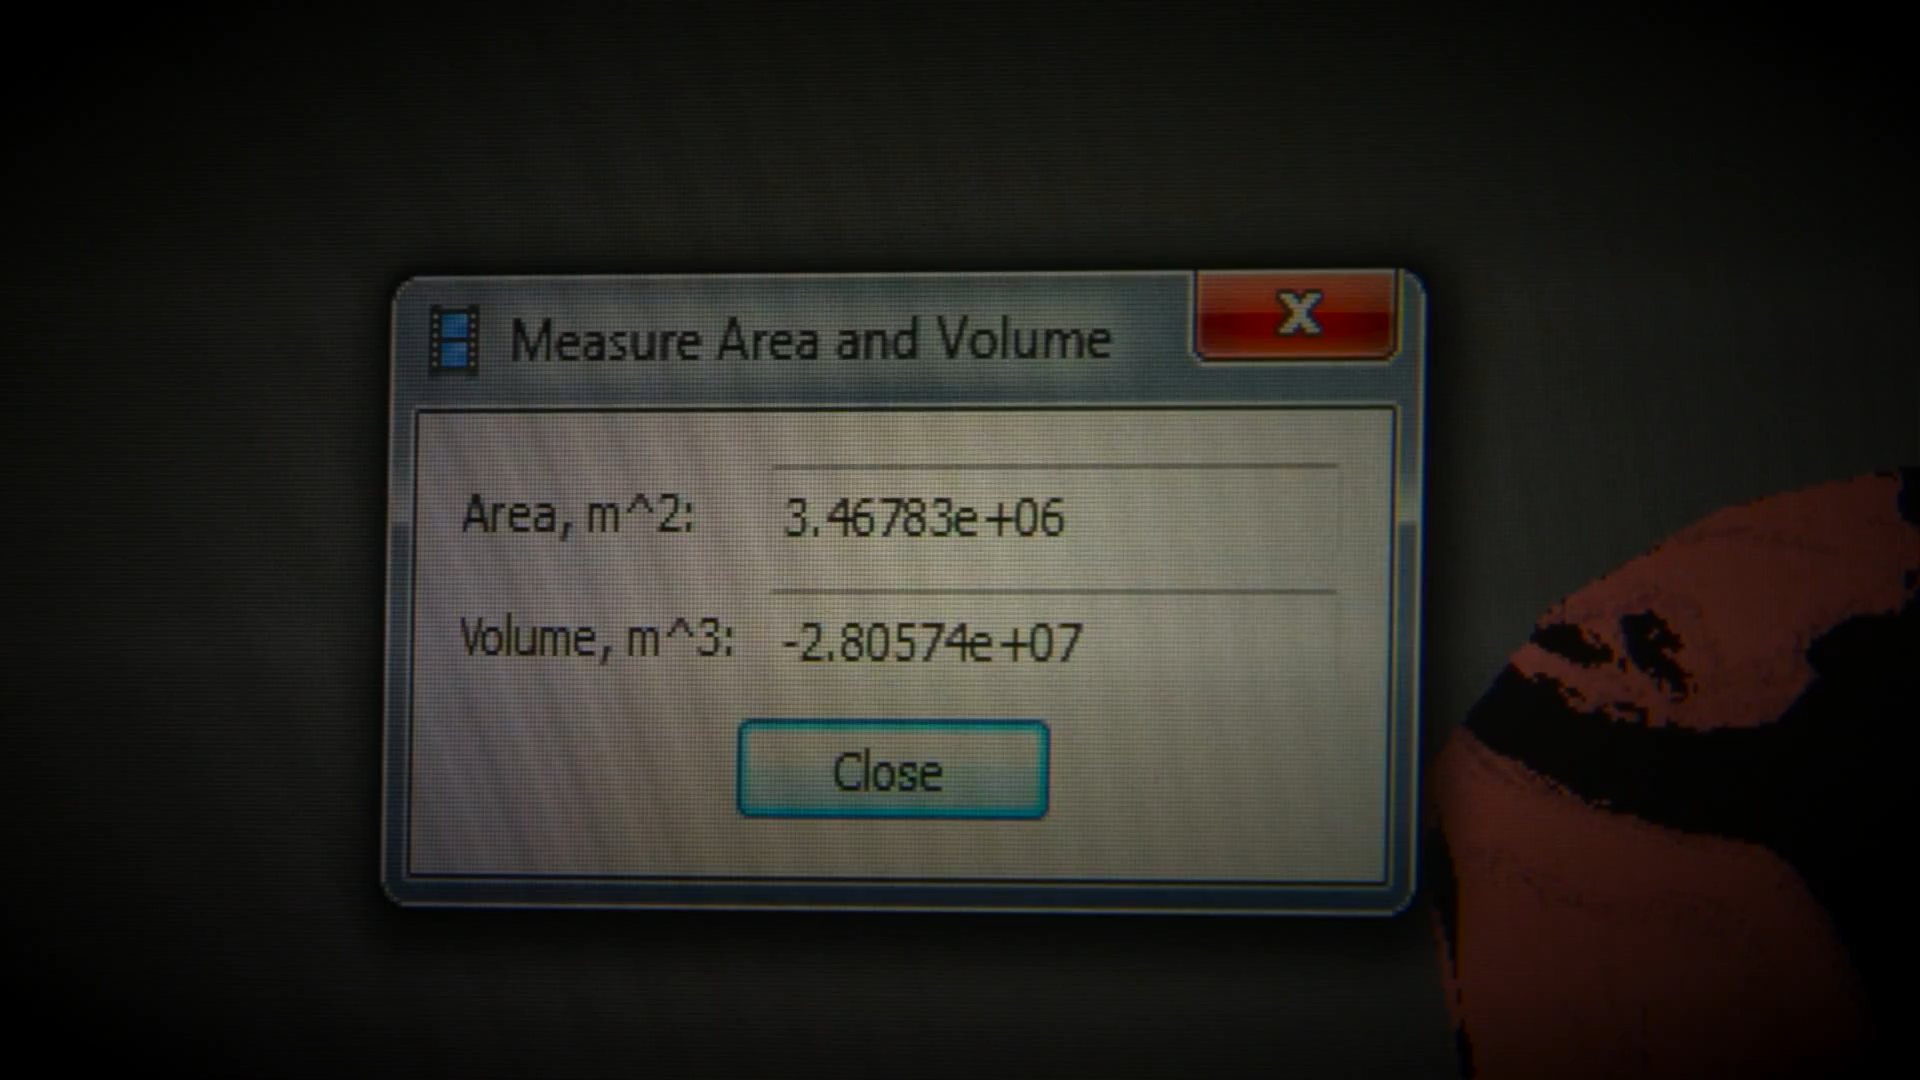 Measure Area and Volume
X
Area, m^2: 3.46783e+06
Volume, m^3: -2.80574e+07
Close